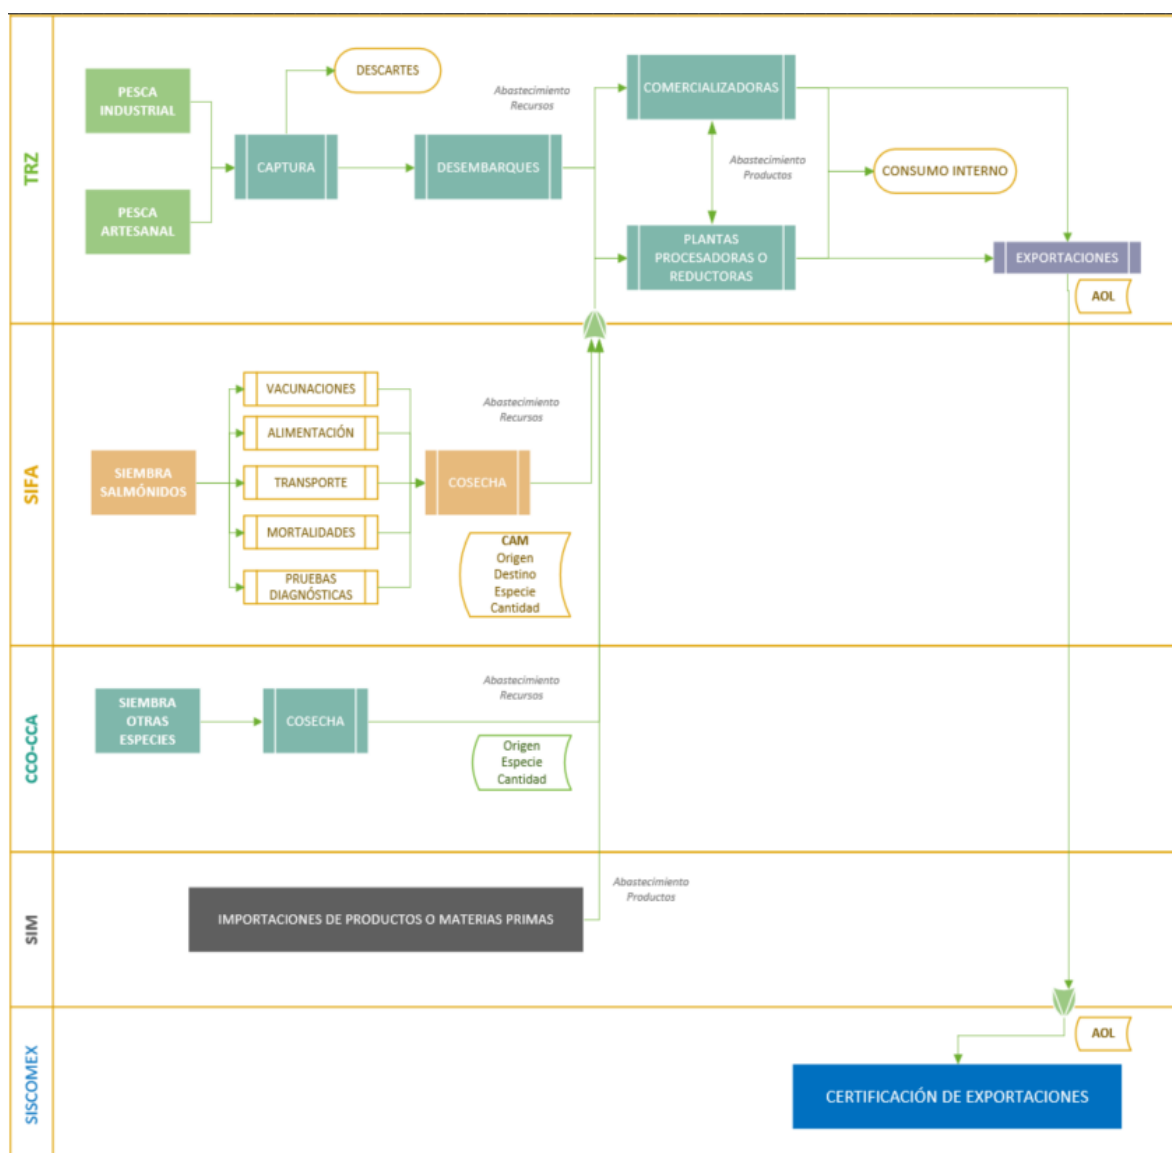 TRZ
PESCA
INDUSTRIAL
PESCA
ARTESANAL
CAPTURA
DESCARTES
DESEMBARQUES
Abastecimiento
Recursos
COMERCIALIZADORAS
Abastecimiento
Productos
PLANTAS
PROCESADORAS O
REDUCTORAS
CONSUMO INTERNO
EXPORTACIONES
AOL
SIFA
SIEMBRA
SALMÓNIDOS
VACUNACIONES
ALIMENTACIÓN
TRANSPORTE
MORTALIDADES
PRUEBAS
DIAGNÓSTICAS
COSECHA
Abastecimiento
Recursos
CAM
Origen
Destino
Especie
Cantidad
CCO-CCA
SIEMBRA
OTRAS
ESPECIES
COSECHA
Abastecimiento
Recursos
Origen
Especie
Cantidad
SIM
IMPORTACIONES DE PRODUCTOS O MATERIAS PRIMAS
Abastecimiento
Productos
SISCOMEX
AOL
CERTIFICACIÓN DE EXPORTACIONES